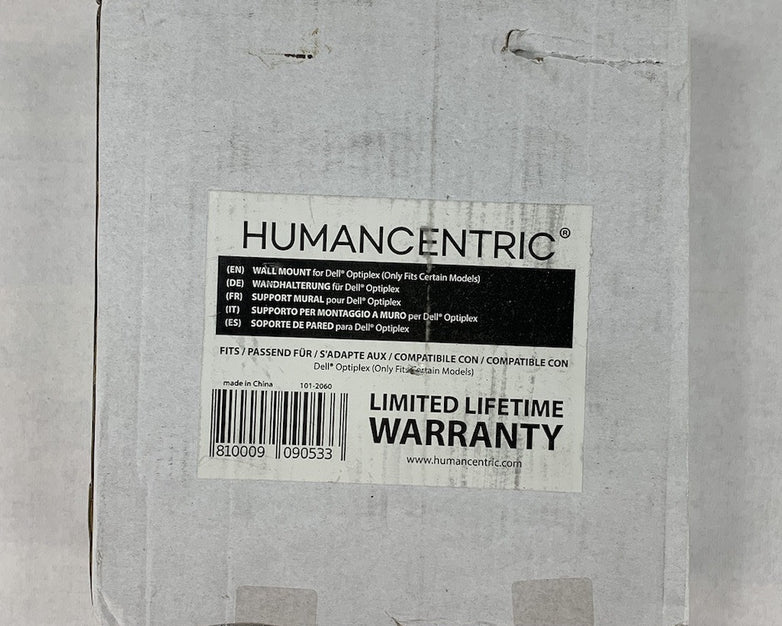 HUMANCENTRIC®
(EN) WALL MOUNT for Dell® Optiplex (Only Fits Certain Models)
(DE) WANDHALTERUNG für Dell® Optiplex
(FR) SUPPORT MURAL pour Dell® Optiplex
(IT) SUPPORTO PER MONTAGGIO A MURO per Dell® Optiplex
(ES) SOPORTE DE PARED para Dell® Optiplex
FITS / PASSEND FÜR / S'ADAPTE AUX / COMPATIBILE CON / COMPATIBLE CON
Dell® Optiplex (Only Fits Certain Models)
made in China 101-2060
810009 090533
LIMITED LIFETIME
WARRANTY
www.humancentric.com